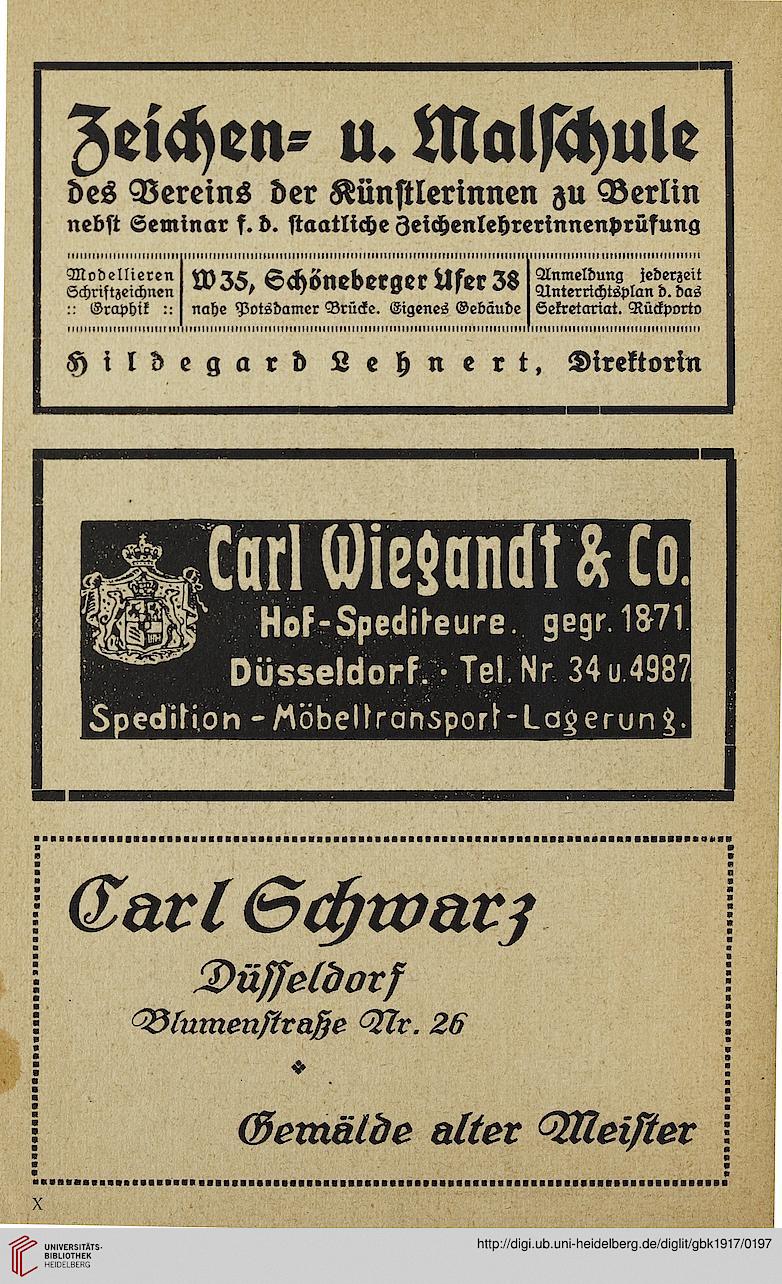 Zeichen= u. Malschule
des Vereins der Künstlerinnen zu Berlin
nebst Seminar f. d. staatliche Zeichenlehrerinnenprüfung
Modellieren
Schriftzeichnen
:: Graphik ::
W 35, Schöneberger Ufer 38
nahe Potsdamer Brücke. Eigenes Gebäude
Anmeldung jederzeit
Unterrichtsplan d. das
Sekretariat. Rückporto
Hildegard Lehnert, Direktorin
Carl Wiegandt & Co.
Hof-Spediteure. gegr. 1871.
Düsseldorf. · Tel. Nr. 34 u. 4987
Spedition - Möbeltransport - Lagerung.
Carl Schwarz
Düsseldorf
Blumenstraße Nr. 26
Gemälde alter Meister
X
UNIVERSITÄTS-
BIBLIOTHEK
HEIDELBERG
http://digi.ub.uni-heidelberg.de/diglit/gbk1917/0197